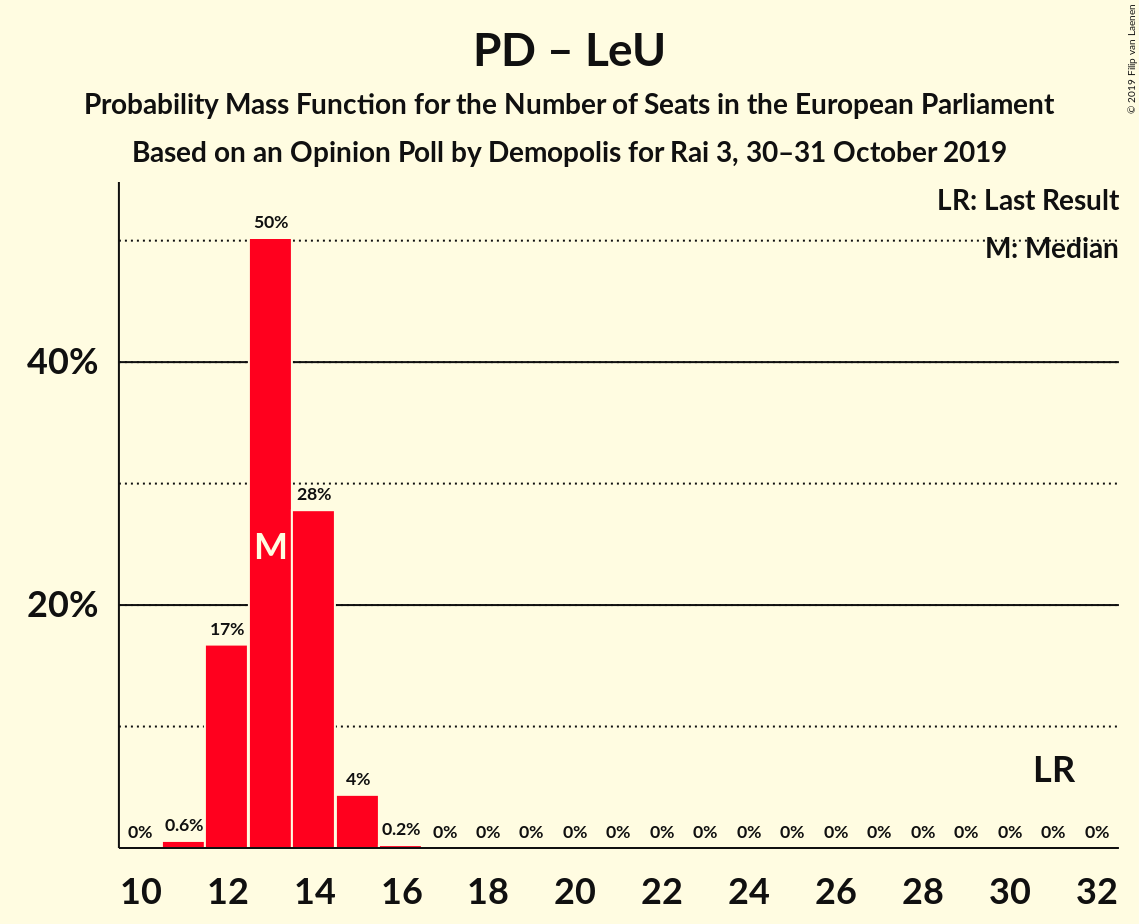 PD – LeU
Probability Mass Function for the Number of Seats in the European Parliament
Based on an Opinion Poll by Demopolis for Rai 3, 30–31 October 2019
© 2019 Filip van Laenen
LR: Last Result
M: Median
40%
20%
0% 0.6% 17% 50% 28% 4% 0.2% 0% 0% 0% 0% 0% 0% 0% 0% 0% 0% 0% 0% 0% 0% 0% 0%
M
LR
10 12 14 16 18 20 22 24 26 28 30 32